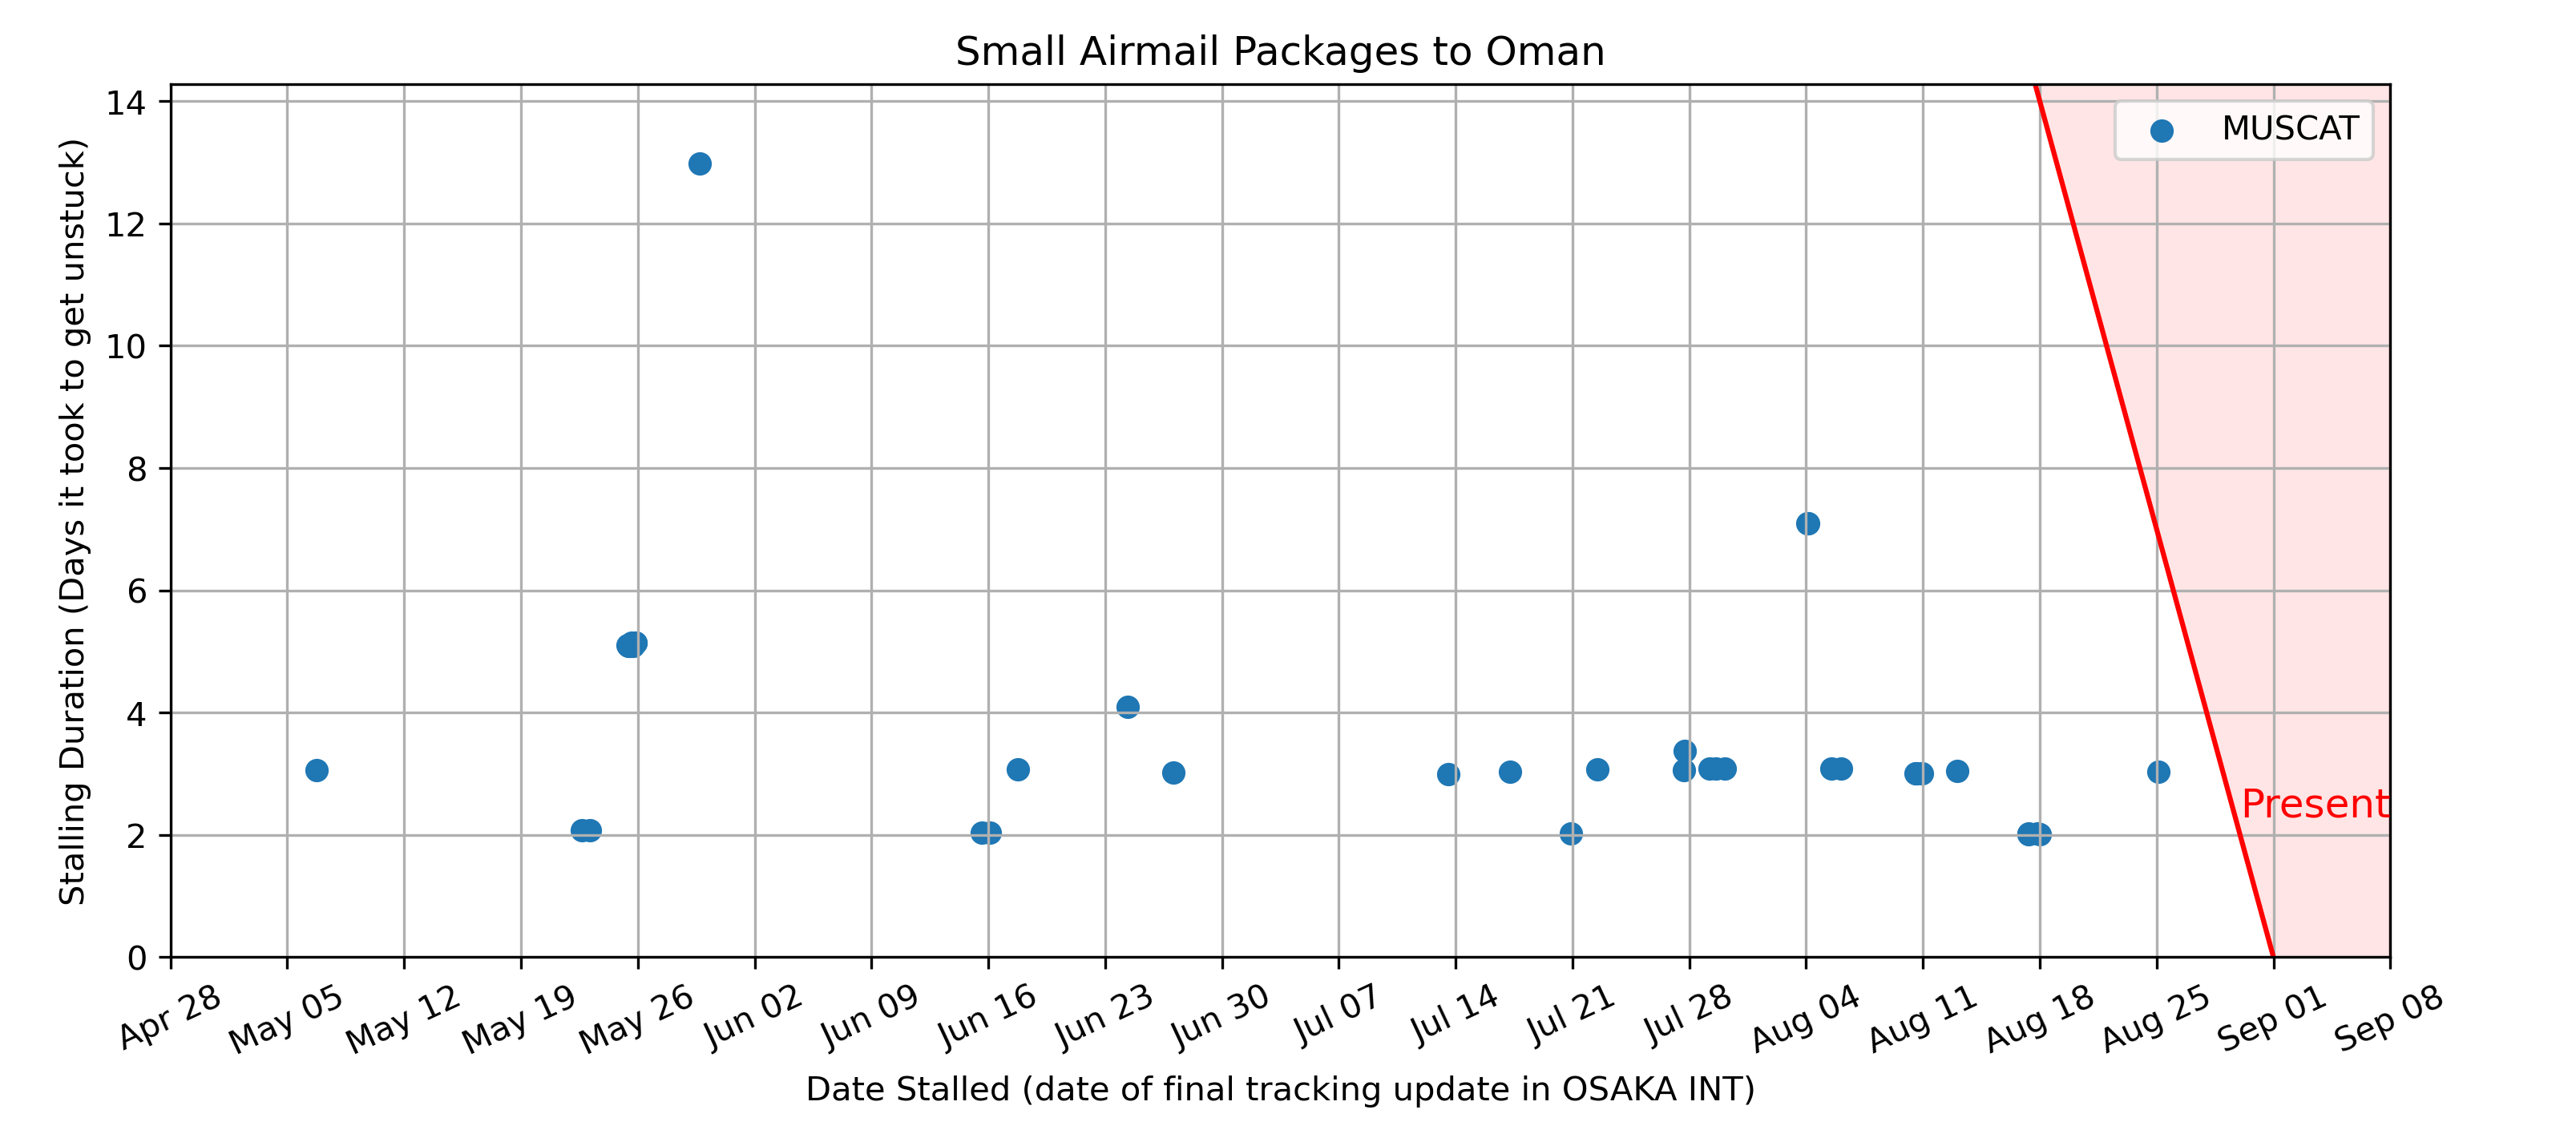 Small Airmail Packages to Oman
MUSCAT
Present
14
12
10
8
6
4
2
0
Stalling Duration (Days it took to get unstuck)
Apr 28
May 05
May 12
May 19
May 26
Jun 02
Jun 09
Jun 16
Jun 23
Jun 30
Jul 07
Jul 14
Jul 21
Jul 28
Aug 04
Aug 11
Aug 18
Aug 25
Sep 01
Sep 08
Date Stalled (date of final tracking update in OSAKA INT)